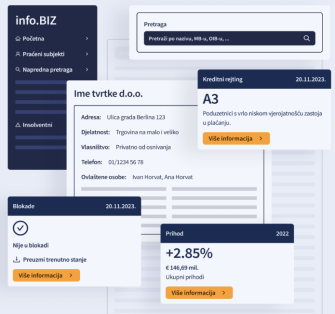 info.BIZ
Početna
Praćeni subjekti
Napredna pretraga
Insolventni
Pretraga
Pretraži po nazivu, MB-u, OIB-u, ...
Ime tvrtke d.o.o.
Adresa: Ulica grada Berlina 123
Djelatnost: Trgovina na malo i veliko
Vlasništvo: Privatno od osnivanja
Telefon: 01/1234 56 78
Ovlaštene osobe: Ivan Horvat, Ana Horvat
Kreditni rejting 20.11.2023.
A3
Poduzetnici s vrlo niskom vjerojatnošću zastoja
u plaćanju.
Više informacija >
Blokade 20.11.2023.
Nije u blokadi
Preuzmi trenutno stanje
Više informacija >
Prihod 2022
+2.85%
€ 146,69 mil.
Ukupni prihodi
Više informacija >